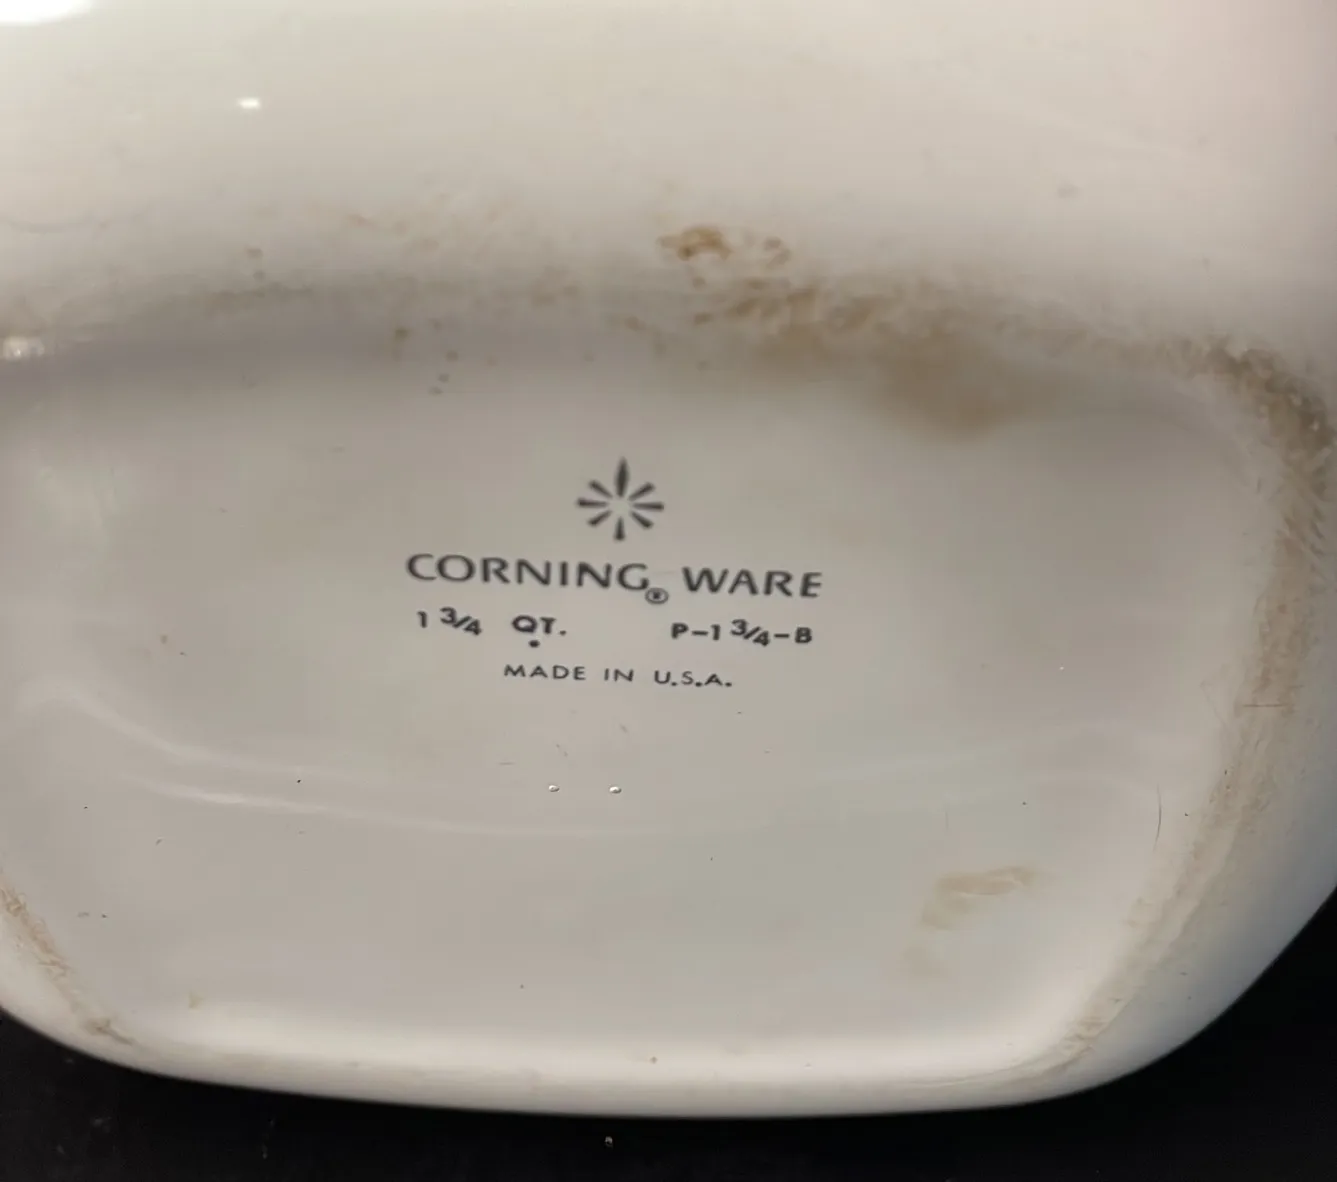 CORNING® WARE
1 3/4 QT. P-1 3/4-B
MADE IN U.S.A.